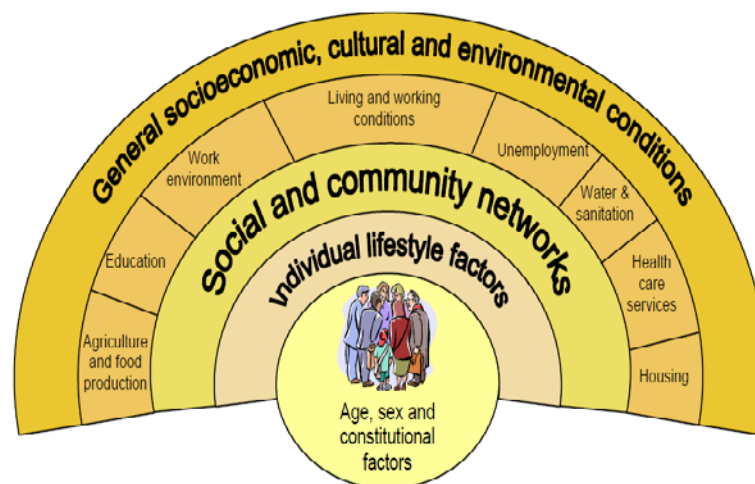 General socioeconomic, cultural and environmental conditions
Living and working
conditions
Work
environment
Unemployment
Education
Water &
sanitation
Agriculture
and food
production
Health
care
services
Housing
Social and community networks
Individual lifestyle factors
Age, sex and
constitutional
factors